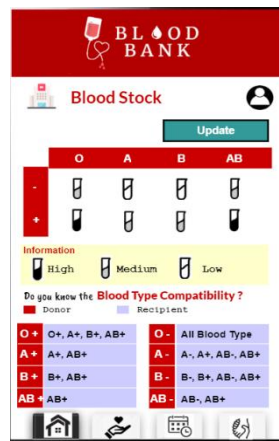 BLOOD
BANK
Blood Stock
Update
O A B AB
-
+
Information
High Medium Low
Do you know the Blood Type Compatibility ?
Donor Recipient
O + O+, A+, B+, AB+ O - All Blood Type
A + A+, AB+ A - A-, A+, AB-, AB+
B + B+, AB+ B - B-, B+, AB-, AB+
AB + AB+ AB - AB-, AB+